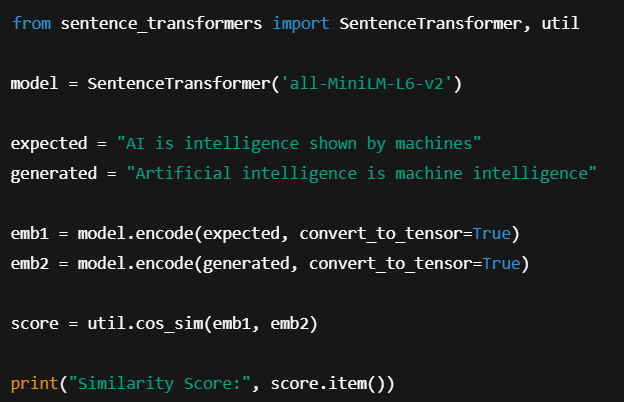 from sentence_transformers import SentenceTransformer, util
model = SentenceTransformer('all-MiniLM-L6-v2')
expected = "AI is intelligence shown by machines"
generated = "Artificial intelligence is machine intelligence"
emb1 = model.encode(expected, convert_to_tensor=True)
emb2 = model.encode(generated, convert_to_tensor=True)
score = util.cos_sim(emb1, emb2)
print("Similarity Score:", score.item())